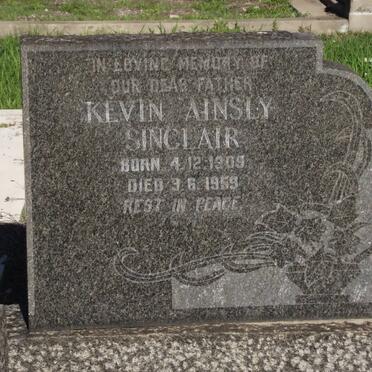 IN LOVING MEMORY OF
OUR DEAR FATHER
KEVIN AINSLY
SINCLAIR
BORN 4.12.1909
DIED 3.6.1969
REST IN PEACE